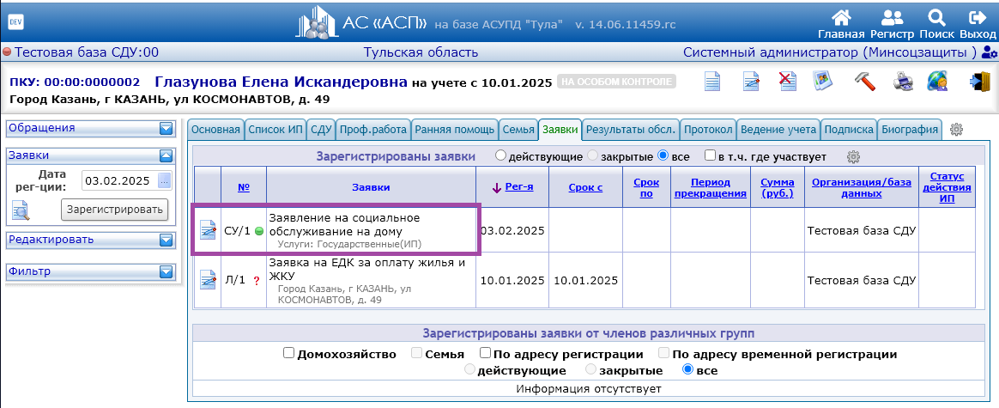 DEV
АС «АСП» на базе АСУПД "Тула" v. 14.06.11459.rc
Главная Регистр Поиск Выход
Тестовая база СДУ:00 Тульская область Системный администратор (Минсоцзащиты )
ПКУ: 00:00:0000002 Глазунова Елена Искандеровна на учете с 10.01.2025 НА ОСОБОМ КОНТРОЛЕ
Город Казань, г КАЗАНЬ, ул КОСМОНАВТОВ, д. 49
Обращения
Заявки
Дата
рег-ции: 03.02.2025 ...
Зарегистрировать
Редактировать
Фильтр
Основная Список ИП СДУ Проф.работа Ранняя помощь Семья Заявки Результаты обсл. Протокол Ведение учета Подписка Биография
Зарегистрированы заявки действующие закрытые все в т.ч. где участвует
№ Заявки Рег-я Срок с Срок по Период прекращения Сумма (руб.) Организация/база данных Статус действия ИП
СУ/1 Заявление на социальное
обслуживание на дому
Услуги: Государственные(ИП)
03.02.2025 Тестовая база СДУ
Л/1 ? Заявка на ЕДК за оплату жилья и
ЖКУ
Город Казань, г КАЗАНЬ, ул
КОСМОНАВТОВ, д. 49
10.01.2025 10.01.2025 Тестовая база СДУ
Зарегистрированы заявки от членов различных групп
Домохозяйство Семья По адресу регистрации По адресу временной регистрации
действующие закрытые все
Информация отсутствует